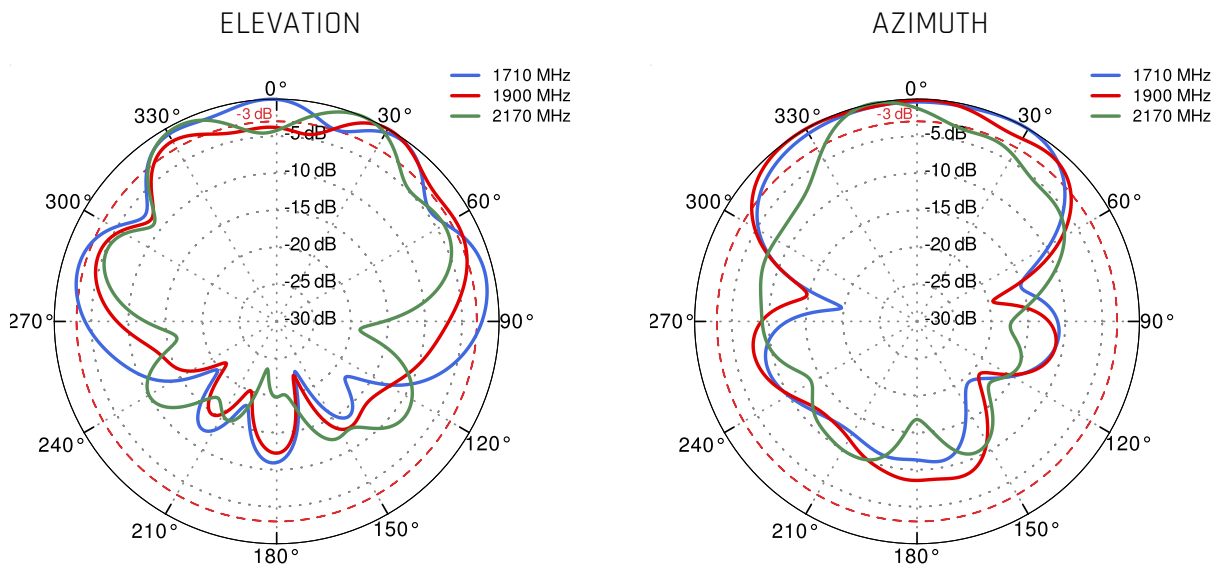 ELEVATION
1710 MHz
1900 MHz
2170 MHz
0°
330°
30°
-3 dB
-5 dB
-10 dB
300°
60°
-15 dB
-20 dB
-25 dB
-30 dB
270°
90°
240°
120°
210°
150°
180°
AZIMUTH
1710 MHz
1900 MHz
2170 MHz
0°
330°
30°
-3 dB
-5 dB
-10 dB
300°
60°
-15 dB
-20 dB
-25 dB
-30 dB
270°
90°
240°
120°
210°
150°
180°